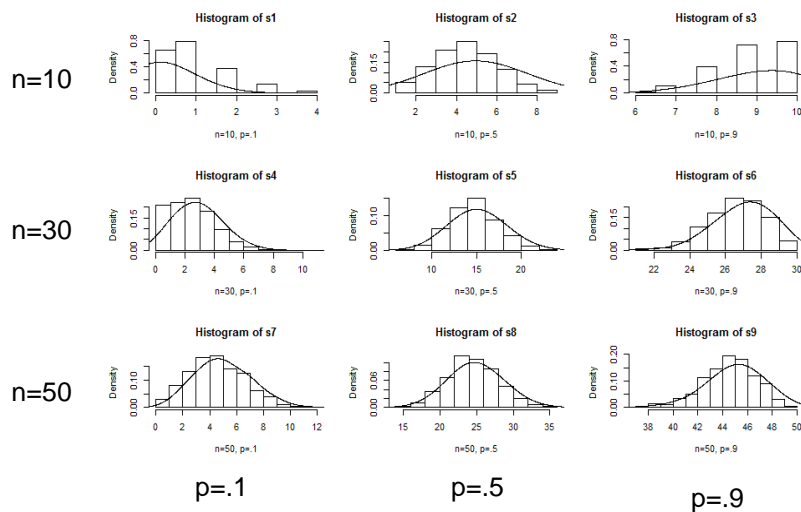 Histogram of s1
Histogram of s2
Histogram of s3
n=10
Density
0.0 0.4 0.8
0 1 2 3 4
n=10, p=.1
Density
0.00 0.15
2 4 6 8
n=10, p=.5
Density
0.0 0.4 0.8
6 7 8 9 10
n=10, p=.9
Histogram of s4
Histogram of s5
Histogram of s6
n=30
Density
0.00 0.15
0 2 4 6 8 10
n=30, p=.1
Density
0.00 0.10
10 15 20
n=30, p=.5
Density
0.00 0.15
22 24 26 28 30
n=30, p=.9
Histogram of s7
Histogram of s8
Histogram of s9
n=50
Density
0.00 0.10
0 2 4 6 8 10 12
n=50, p=.1
Density
0.00 0.06
15 20 25 30 35
n=50, p=.5
Density
0.00 0.10 0.20
38 40 42 44 46 48 50
n=50, p=.9
p=.1
p=.5
p=.9